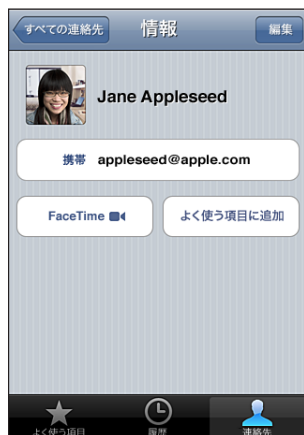 すべての連絡先 情報 編集
Jane Appleseed
携帯 appleseed@apple.com
FaceTime よく使う項目に追加
よく使う項目 履歴 連絡先